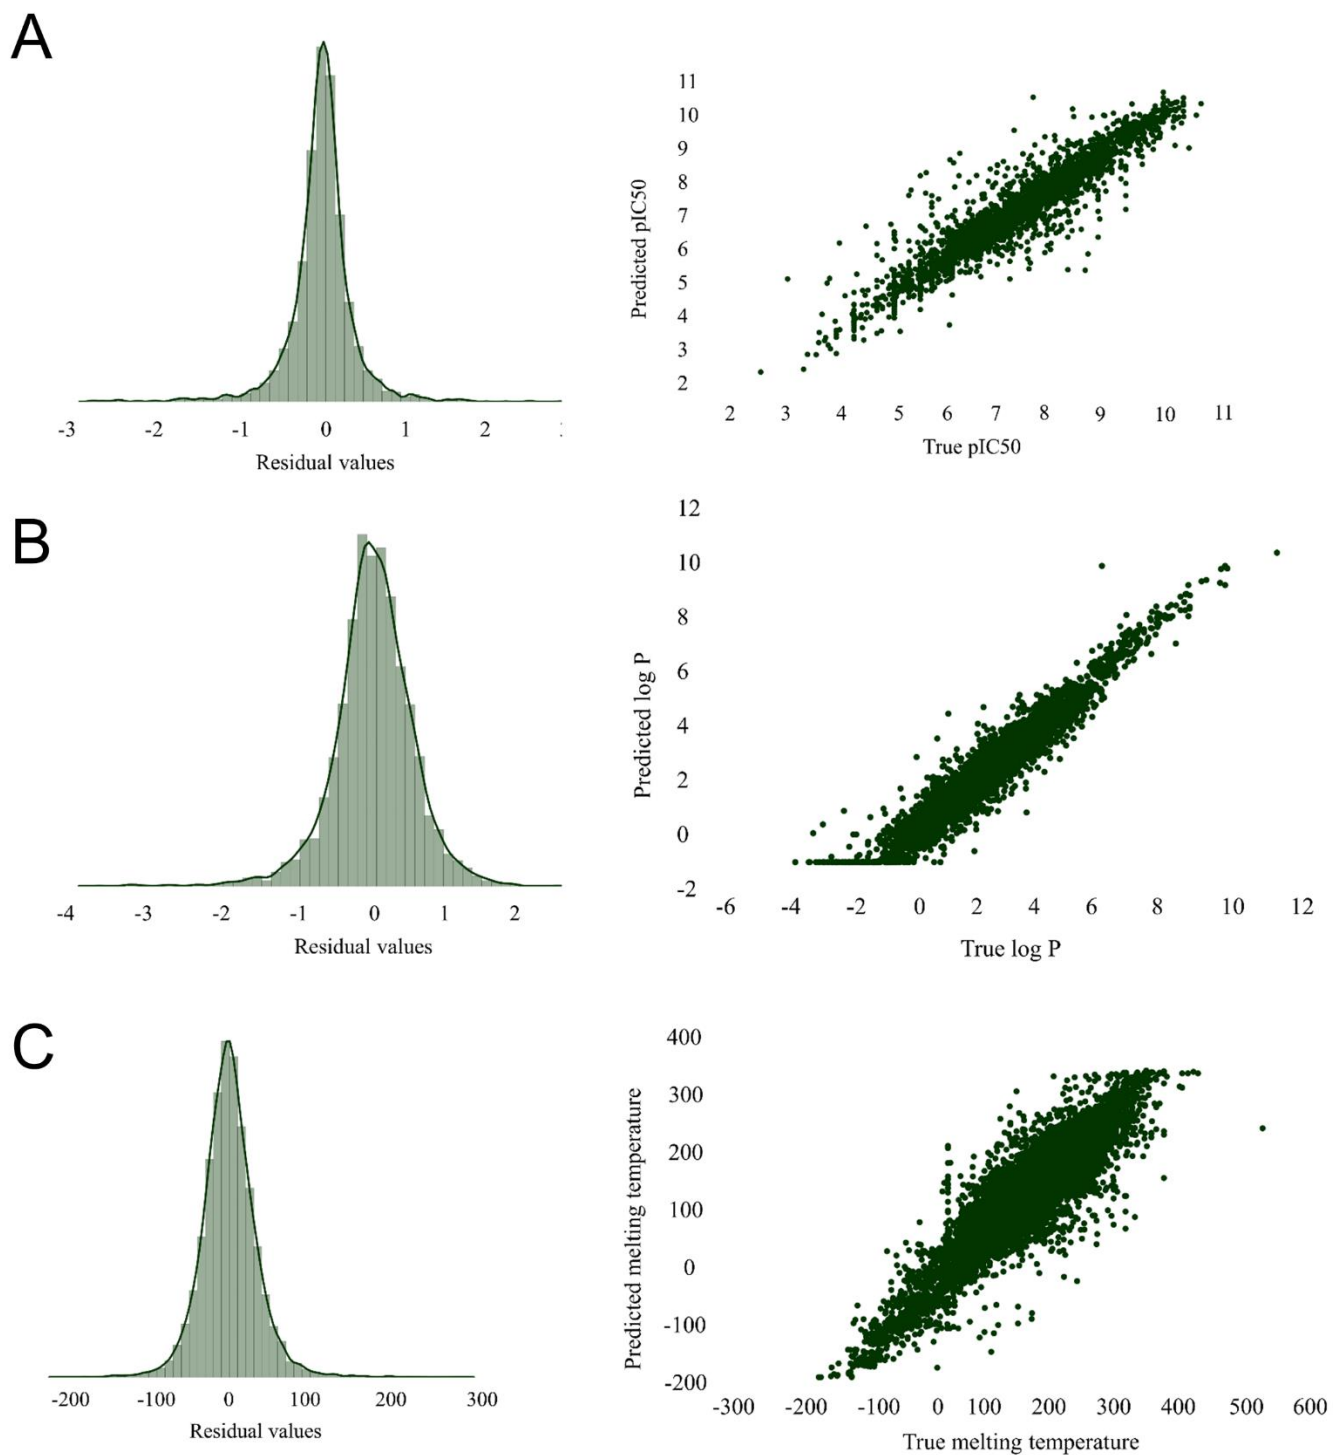 A
-3 -2 -1 0 1 2
Residual values
Predicted pIC50
11
10
9
8
7
6
5
4
3
2
2 3 4 5 6 7 8 9 10 11
True pIC50
B
-4 -3 -2 -1 0 1 2
Residual values
Predicted log P
12
10
8
6
4
2
0
-2
-6 -4 -2 0 2 4 6 8 10 12
True log P
C
-200 -100 0 100 200 300
Residual values
Predicted melting temperature
400
300
200
100
0
-100
-200
-300 -200 -100 0 100 200 300 400 500 600
True melting temperature